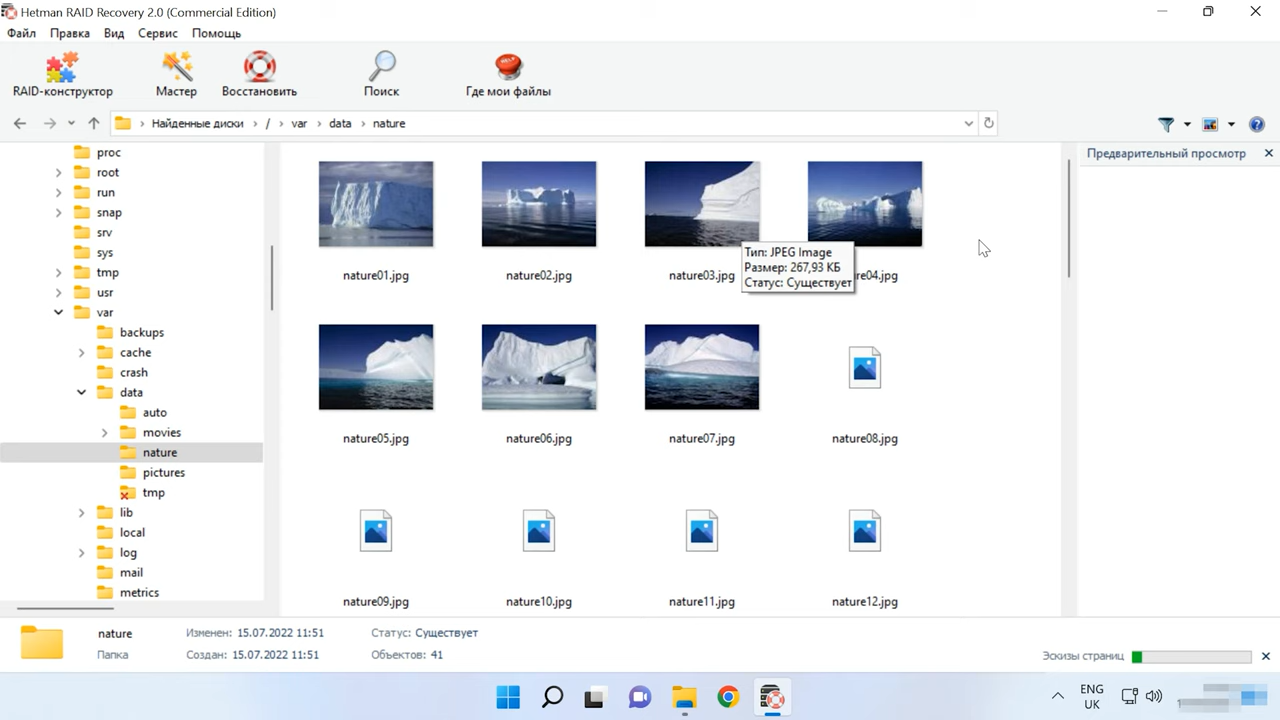 Hetman RAID Recovery 2.0 (Commercial Edition)
Файл Правка Вид Сервис Помощь
RAID-конструктор Мастер Восстановить Поиск Где мои файлы
Найденные диски / var data nature
Предварительный просмотр
proc
root
run
snap
srv
sys
tmp
usr
var
backups
cache
crash
data
auto
movies
nature
pictures
tmp
lib
local
log
mail
metrics
nature01.jpg nature02.jpg nature03.jpg re04.jpg
Тип: JPEG Image
Размер: 267,93 КБ
Статус: Существует
nature05.jpg nature06.jpg nature07.jpg nature08.jpg
nature09.jpg nature10.jpg nature11.jpg nature12.jpg
nature Изменен: 15.07.2022 11:51 Статус: Существует
Папка Создан: 15.07.2022 11:51 Объектов: 41
Эскизы страниц
ENG
UK